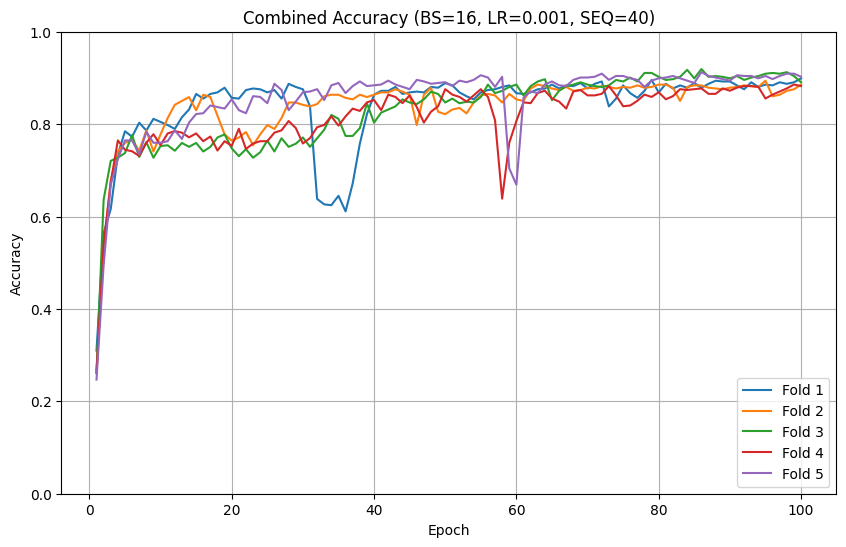 Combined Accuracy (BS=16, LR=0.001, SEQ=40)
1.0
0.8
0.6
0.4
0.2
0.0
Accuracy
0 20 40 60 80 100
Epoch
Fold 1
Fold 2
Fold 3
Fold 4
Fold 5